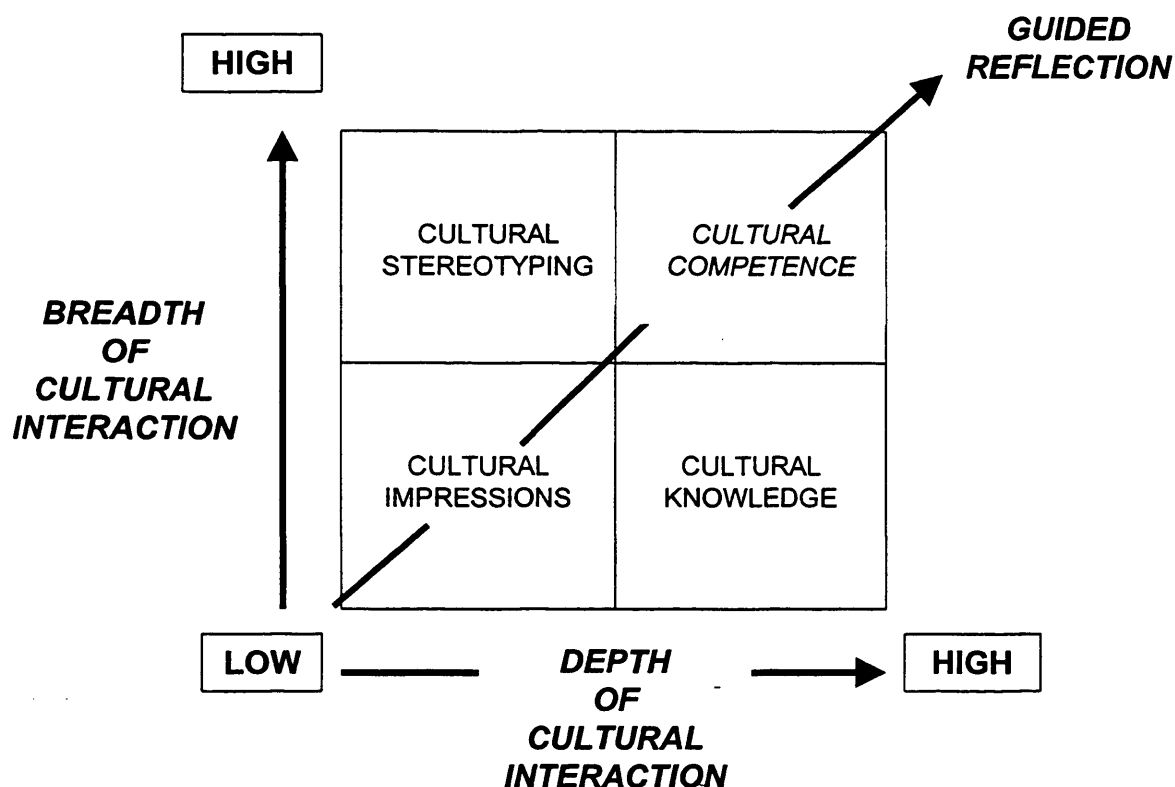 GUIDED
REFLECTION
HIGH
CULTURAL
STEREOTYPING
CULTURAL
COMPETENCE
BREADTH
OF
CULTURAL
INTERACTION
CULTURAL
IMPRESSIONS
CULTURAL
KNOWLEDGE
LOW
DEPTH
OF
CULTURAL
INTERACTION
HIGH